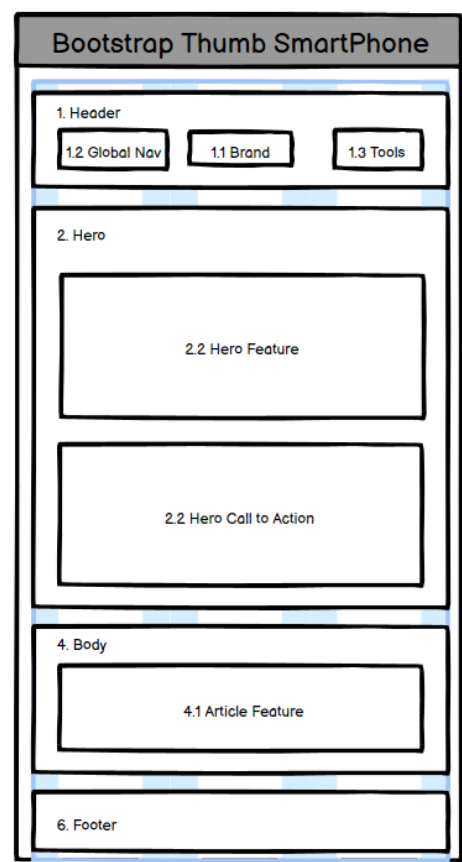 Bootstrap Thumb SmartPhone
1. Header
1.2 Global Nav 1.1 Brand 1.3 Tools
2. Hero
2.2 Hero Feature
2.2 Hero Call to Action
4. Body
4.1 Article Feature
6. Footer